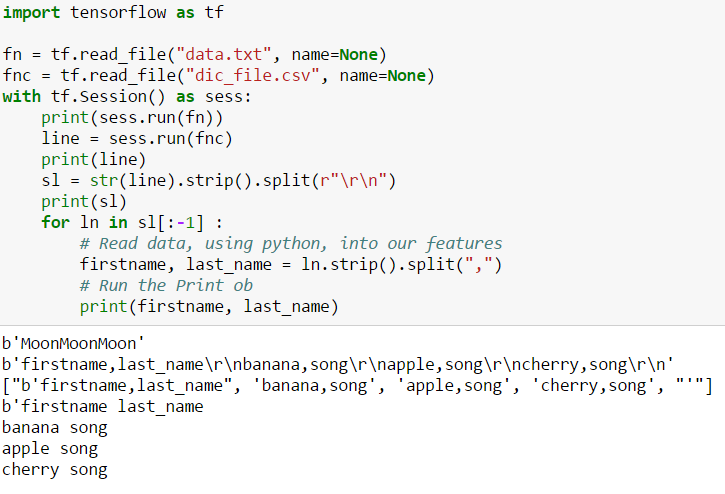 import tensorflow as tf
fn = tf.read_file("data.txt", name=None)
fnc = tf.read_file("dic_file.csv", name=None)
with tf.Session() as sess:
    print(sess.run(fn))
    line = sess.run(fnc)
    print(line)
    sl = str(line).strip().split(r"\r\n")
    print(sl)
    for ln in sl[:-1] :
        # Read data, using python, into our features
        firstname, last_name = ln.strip().split(",")
        # Run the Print ob
        print(firstname, last_name)
b'MoonMoonMoon'
b'firstname,last_name\r\nbanana,song\r\napple,song\r\ncherry,song\r\n'
["b'firstname,last_name", 'banana,song', 'apple,song', 'cherry,song', "'"]
b'firstname last_name
banana song
apple song
cherry song